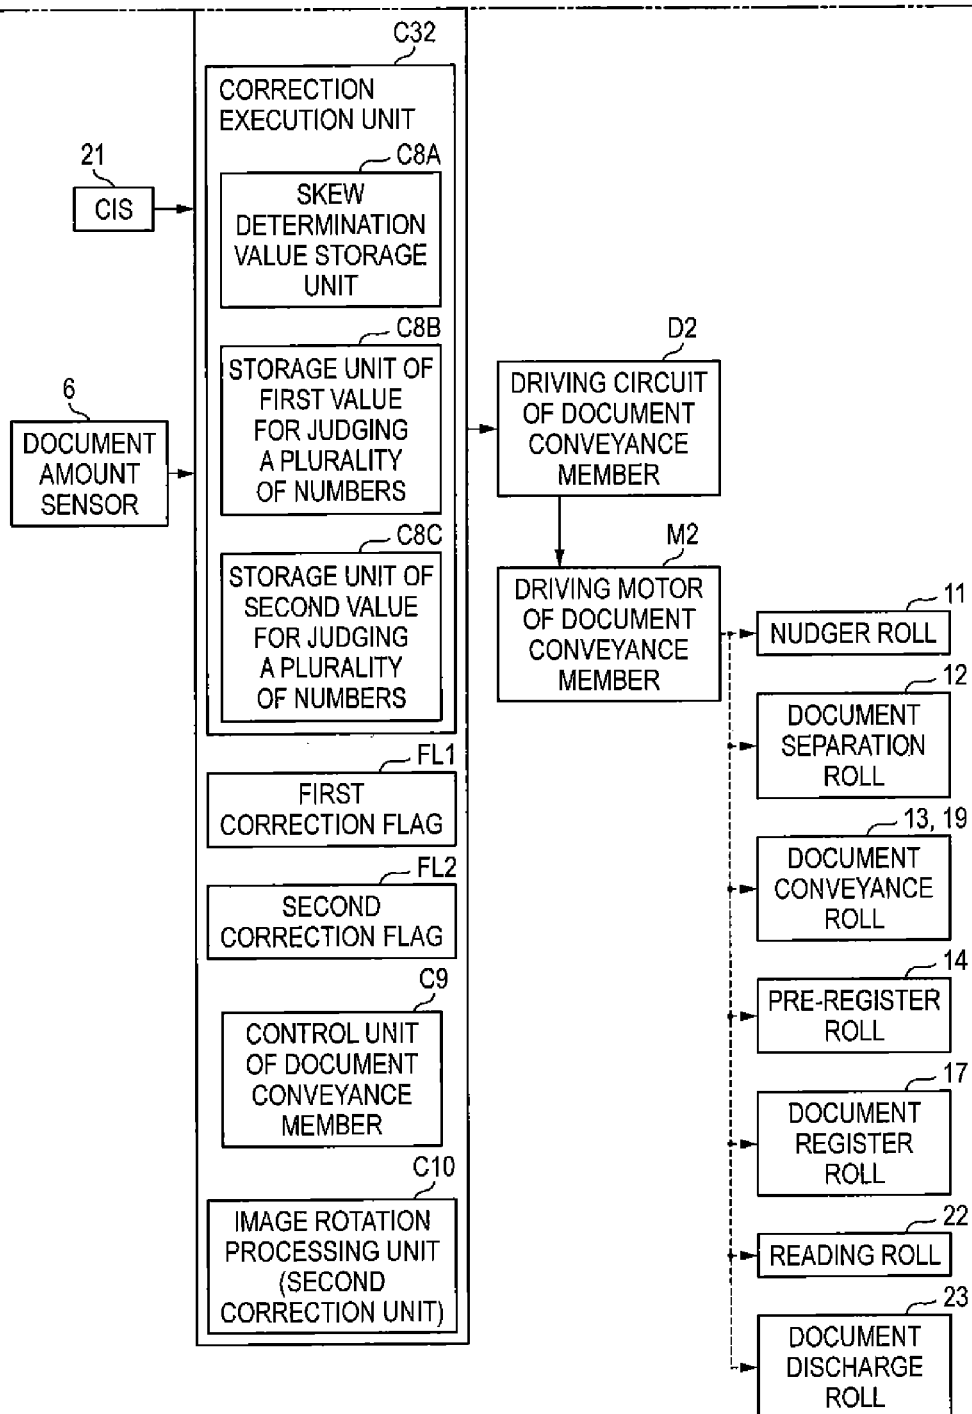 C32
CORRECTION
EXECUTION UNIT
C8A
SKEW
DETERMINATION
VALUE STORAGE
UNIT
21
CIS
C8B
STORAGE UNIT OF
FIRST VALUE
FOR JUDGING
A PLURALITY
OF NUMBERS
6
DOCUMENT
AMOUNT
SENSOR
C8C
STORAGE UNIT OF
SECOND VALUE
FOR JUDGING
A PLURALITY
OF NUMBERS
FL1
FIRST
CORRECTION FLAG
FL2
SECOND
CORRECTION FLAG
C9
CONTROL UNIT
OF DOCUMENT
CONVEYANCE
MEMBER
C10
IMAGE ROTATION
PROCESSING UNIT
(SECOND
CORRECTION UNIT)
D2
DRIVING CIRCUIT
OF DOCUMENT
CONVEYANCE
MEMBER
M2
DRIVING MOTOR
OF DOCUMENT
CONVEYANCE
MEMBER
11
NUDGER ROLL
12
DOCUMENT
SEPARATION
ROLL
13, 19
DOCUMENT
CONVEYANCE
ROLL
14
PRE-REGISTER
ROLL
17
DOCUMENT
REGISTER
ROLL
22
READING ROLL
23
DOCUMENT
DISCHARGE
ROLL